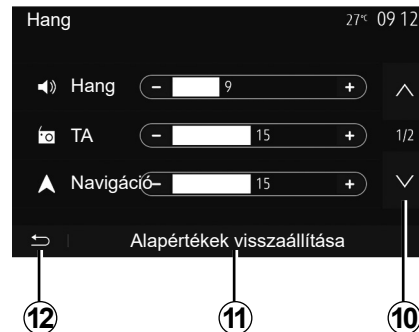 Hang 27°C 09 12
Hang - 9 +
TA - 15 + 1/2
Navigáció - 15 +
Alapértékek visszaállítása
12 11 10